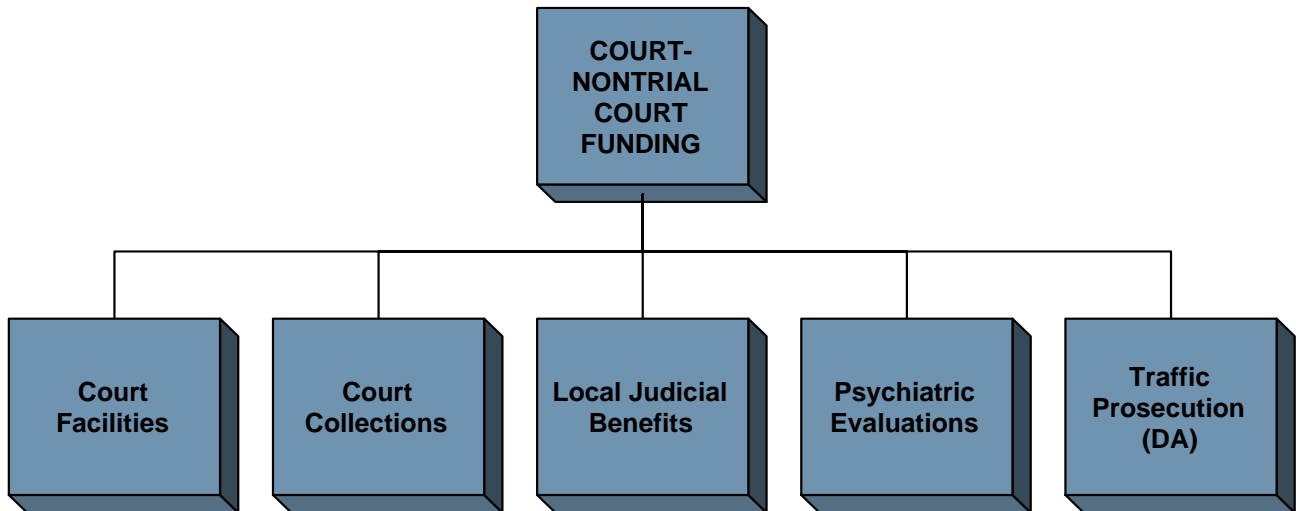 COURT-
NONTRIAL
COURT
FUNDING
Court
Facilities
Court
Collections
Local Judicial
Benefits
Psychiatric
Evaluations
Traffic
Prosecution
(DA)